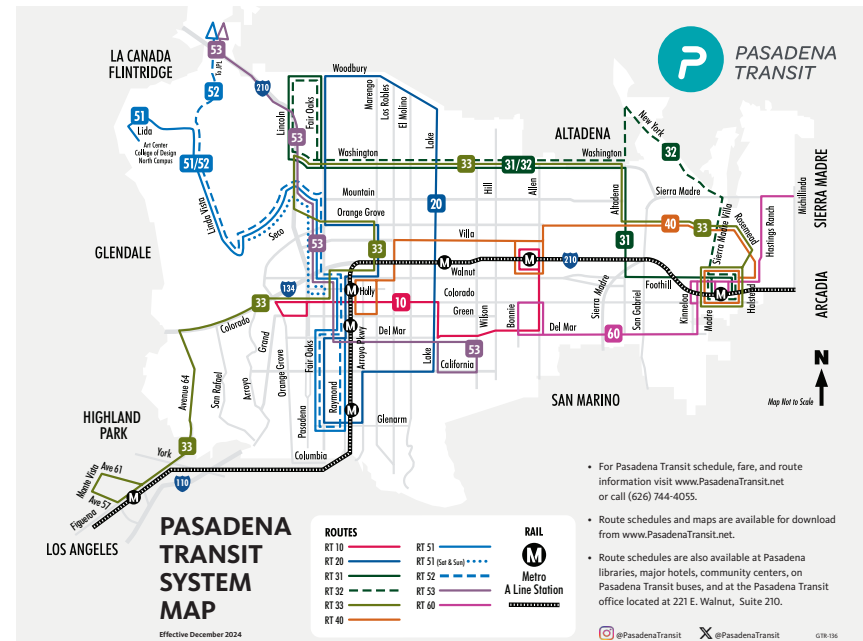 LA CANADA
FLINTRIDGE
53
To JPL
52
210
51
Lida
Art Center
College of Design
North Campus
51/52
Linda Vista
Seco
Woodbury
Marengo
Los Robles
El Molino
Lake
Lincoln
Fair Oaks
53
Washington
33
31/32
Hill
Allen
P
PASADENA
TRANSIT
ALTADENA
Washington
New York
32
SIERRA MADRE
Michillinda
Hastings Ranch
Sierra Madre
Altadena
Sierra Madre Villa
Rosemead
Mountain
Orange Grove
20
Villa
40
33
31
GLENDALE
53
33
M
Walnut
M
210
134
M
Holly
Colorado
10
Green
Foothill
M
Kinneloa
Madre
Halstead
ARCADIA
33
Colorado
Grand
Orange Grove
Fair Oaks
M
Arroyo Pkwy
Del Mar
Lake
53
California
Wilson
Bonnie
Del Mar
60
Sierra Madre
San Gabriel
N
Map Not to Scale
Avenue 64
San Rafael
Arroyo
Pasadena
Raymond
M
Glenarm
SAN MARINO
HIGHLAND
PARK
33
York
Columbia
Monte Vista
Ave 61
Ave 57
M
Figueroa
110
LOS ANGELES
PASADENA
TRANSIT
SYSTEM
MAP
Effective December 2024
ROUTES
RT 10
RT 20
RT 31
RT 32
RT 33
RT 40
RT 51
RT 51 (Sat & Sun)
RT 52
RT 53
RT 60
RAIL
M
Metro
A Line Station
• For Pasadena Transit schedule, fare, and route
information visit www.PasadenaTransit.net
or call (626) 744-4055.
• Route schedules and maps are available for download
from www.PasadenaTransit.net.
• Route schedules are also available at Pasadena
libraries, major hotels, community centers, on
Pasadena Transit buses, and at the Pasadena Transit
office located at 221 E. Walnut, Suite 210.
@PasadenaTransit
X @PasadenaTransit
GTR-136